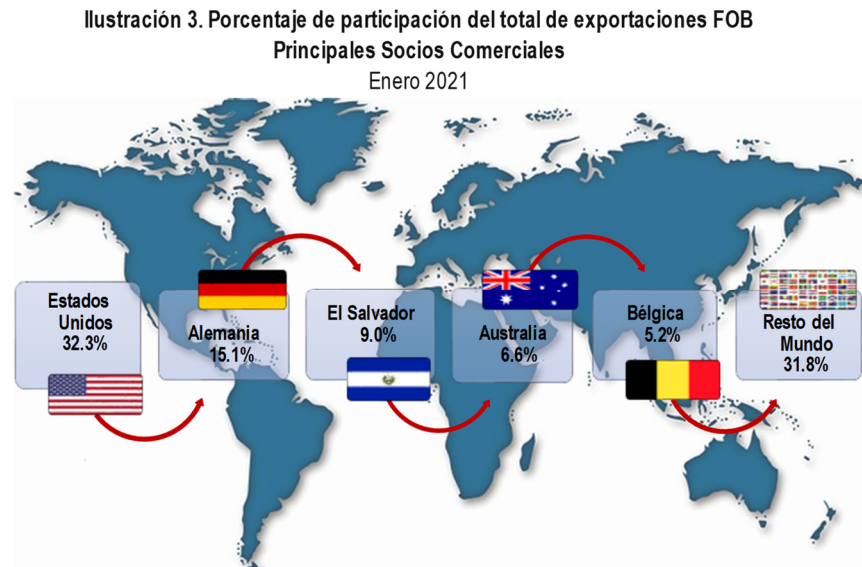 Ilustración 3. Porcentaje de participación del total de exportaciones FOB
Principales Socios Comerciales
Enero 2021
Estados
Unidos
32.3%
Alemania
15.1%
El Salvador
9.0%
Australia
6.6%
Bélgica
5.2%
Resto del
Mundo
31.8%